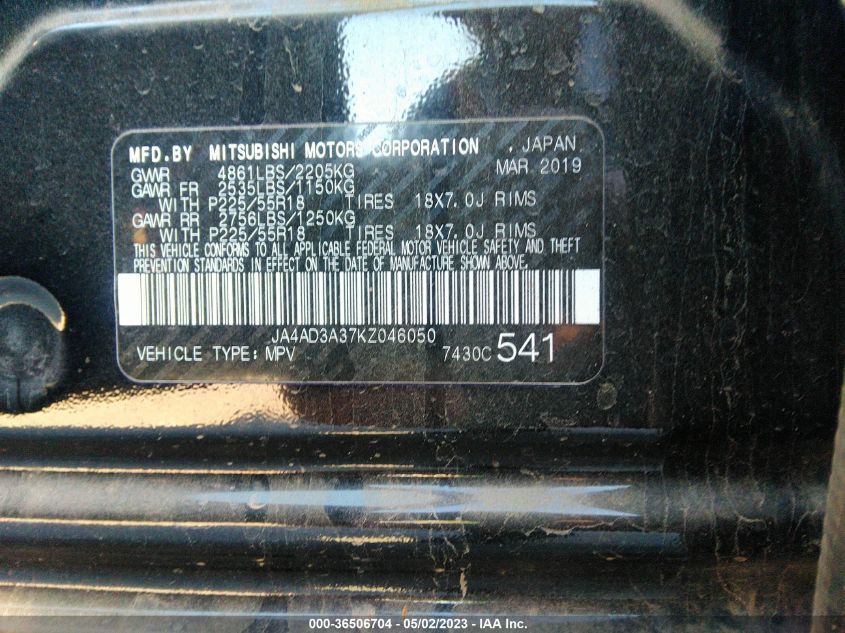 MFD.BY MITSUBISHI MOTORS CORPORATION , JAPAN
MAR 2019
GVWR 4861LBS/2205KG
GAWR FR 2535LBS/1150KG
WITH P225/55R18 TIRES 18X7.0J RIMS
GAWR RR 2756LBS/1250KG
WITH P225/55R18 TIRES 18X7.0J RIMS
THIS VEHICLE CONFORMS TO ALL APPLICABLE FEDERAL MOTOR VEHICLE SAFETY AND THEFT
PREVENTION STANDARDS IN EFFECT ON THE DATE OF MANUFACTURE SHOWN ABOVE.
JA4AD3A37KZ046050
VEHICLE TYPE: MPV 7430C 541
000-36506704 - 05/02/2023 - IAA Inc.